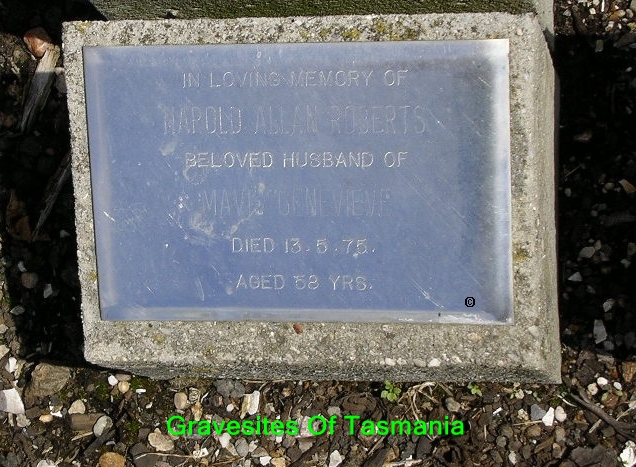 IN LOVING MEMORY OF
ALLAN ROBERTS
BELOVED HUSBAND OF
MAVIS GENEVIEVE
DIED 13.5.75.
AGED 58 YRS.
©
Gravesites Of Tasmania